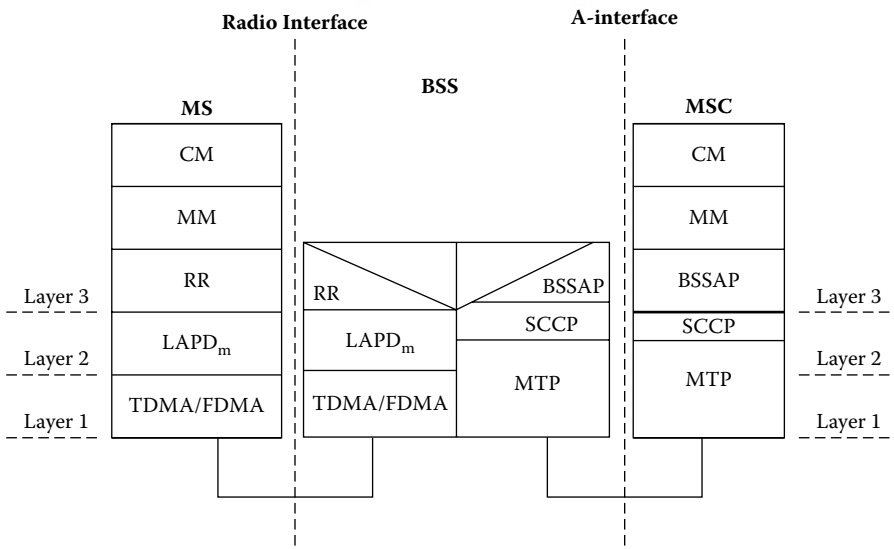 Radio Interface
A-interface
BSS
MS
MSC
CM
CM
MM
MM
RR
RR
BSSAP
BSSAP
Layer 3
Layer 3
SCCP
SCCP
LAPDm
LAPDm
Layer 2
Layer 2
MTP
MTP
TDMA/FDMA
TDMA/FDMA
Layer 1
Layer 1